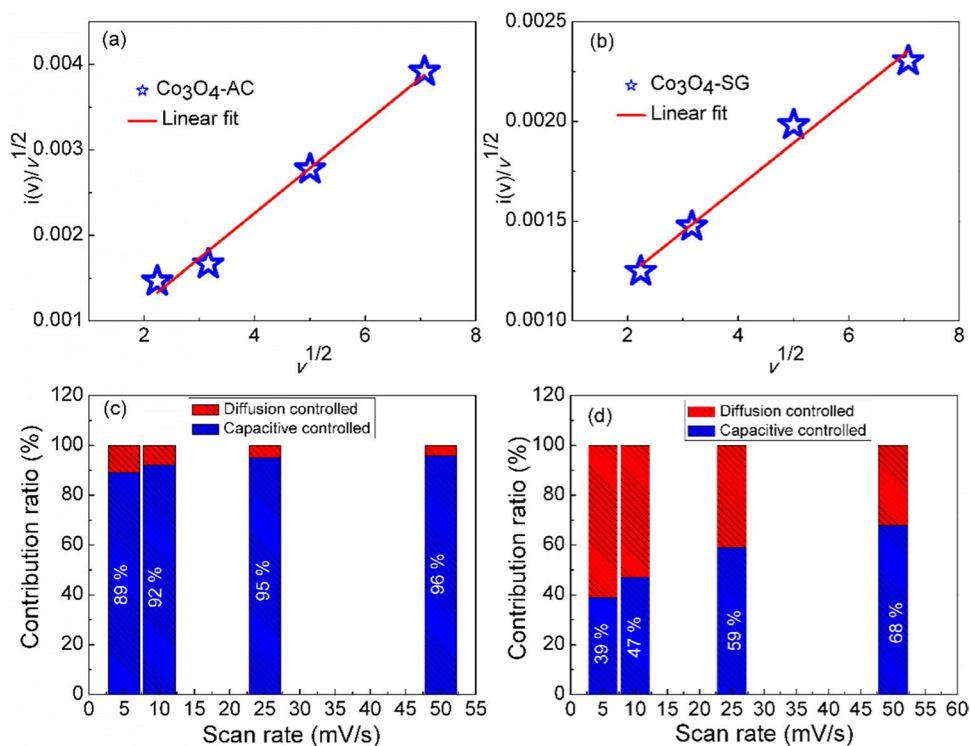 (a)
Co₃O₄-AC
Linear fit
i(v)/v^1/2
0.004
0.003
0.002
0.001
2 4 6 8
v^1/2
(b)
Co₃O₄-SG
Linear fit
i(v)/v^1/2
0.0025
0.0020
0.0015
0.0010
0 2 4 6 8
v^1/2
(c)
Diffusion controlled
Capacitive controlled
Contribution ratio (%)
120
100
80
60
40
20
0
89 %
92 %
95 %
96 %
0 5 10 15 20 25 30 35 40 45 50 55
Scan rate (mV/s)
(d)
Diffusion controlled
Capacitive controlled
Contribution ratio (%)
120
100
80
60
40
20
0
39 %
47 %
59 %
68 %
0 5 10 15 20 25 30 35 40 45 50 55 60
Scan rate (mV/s)